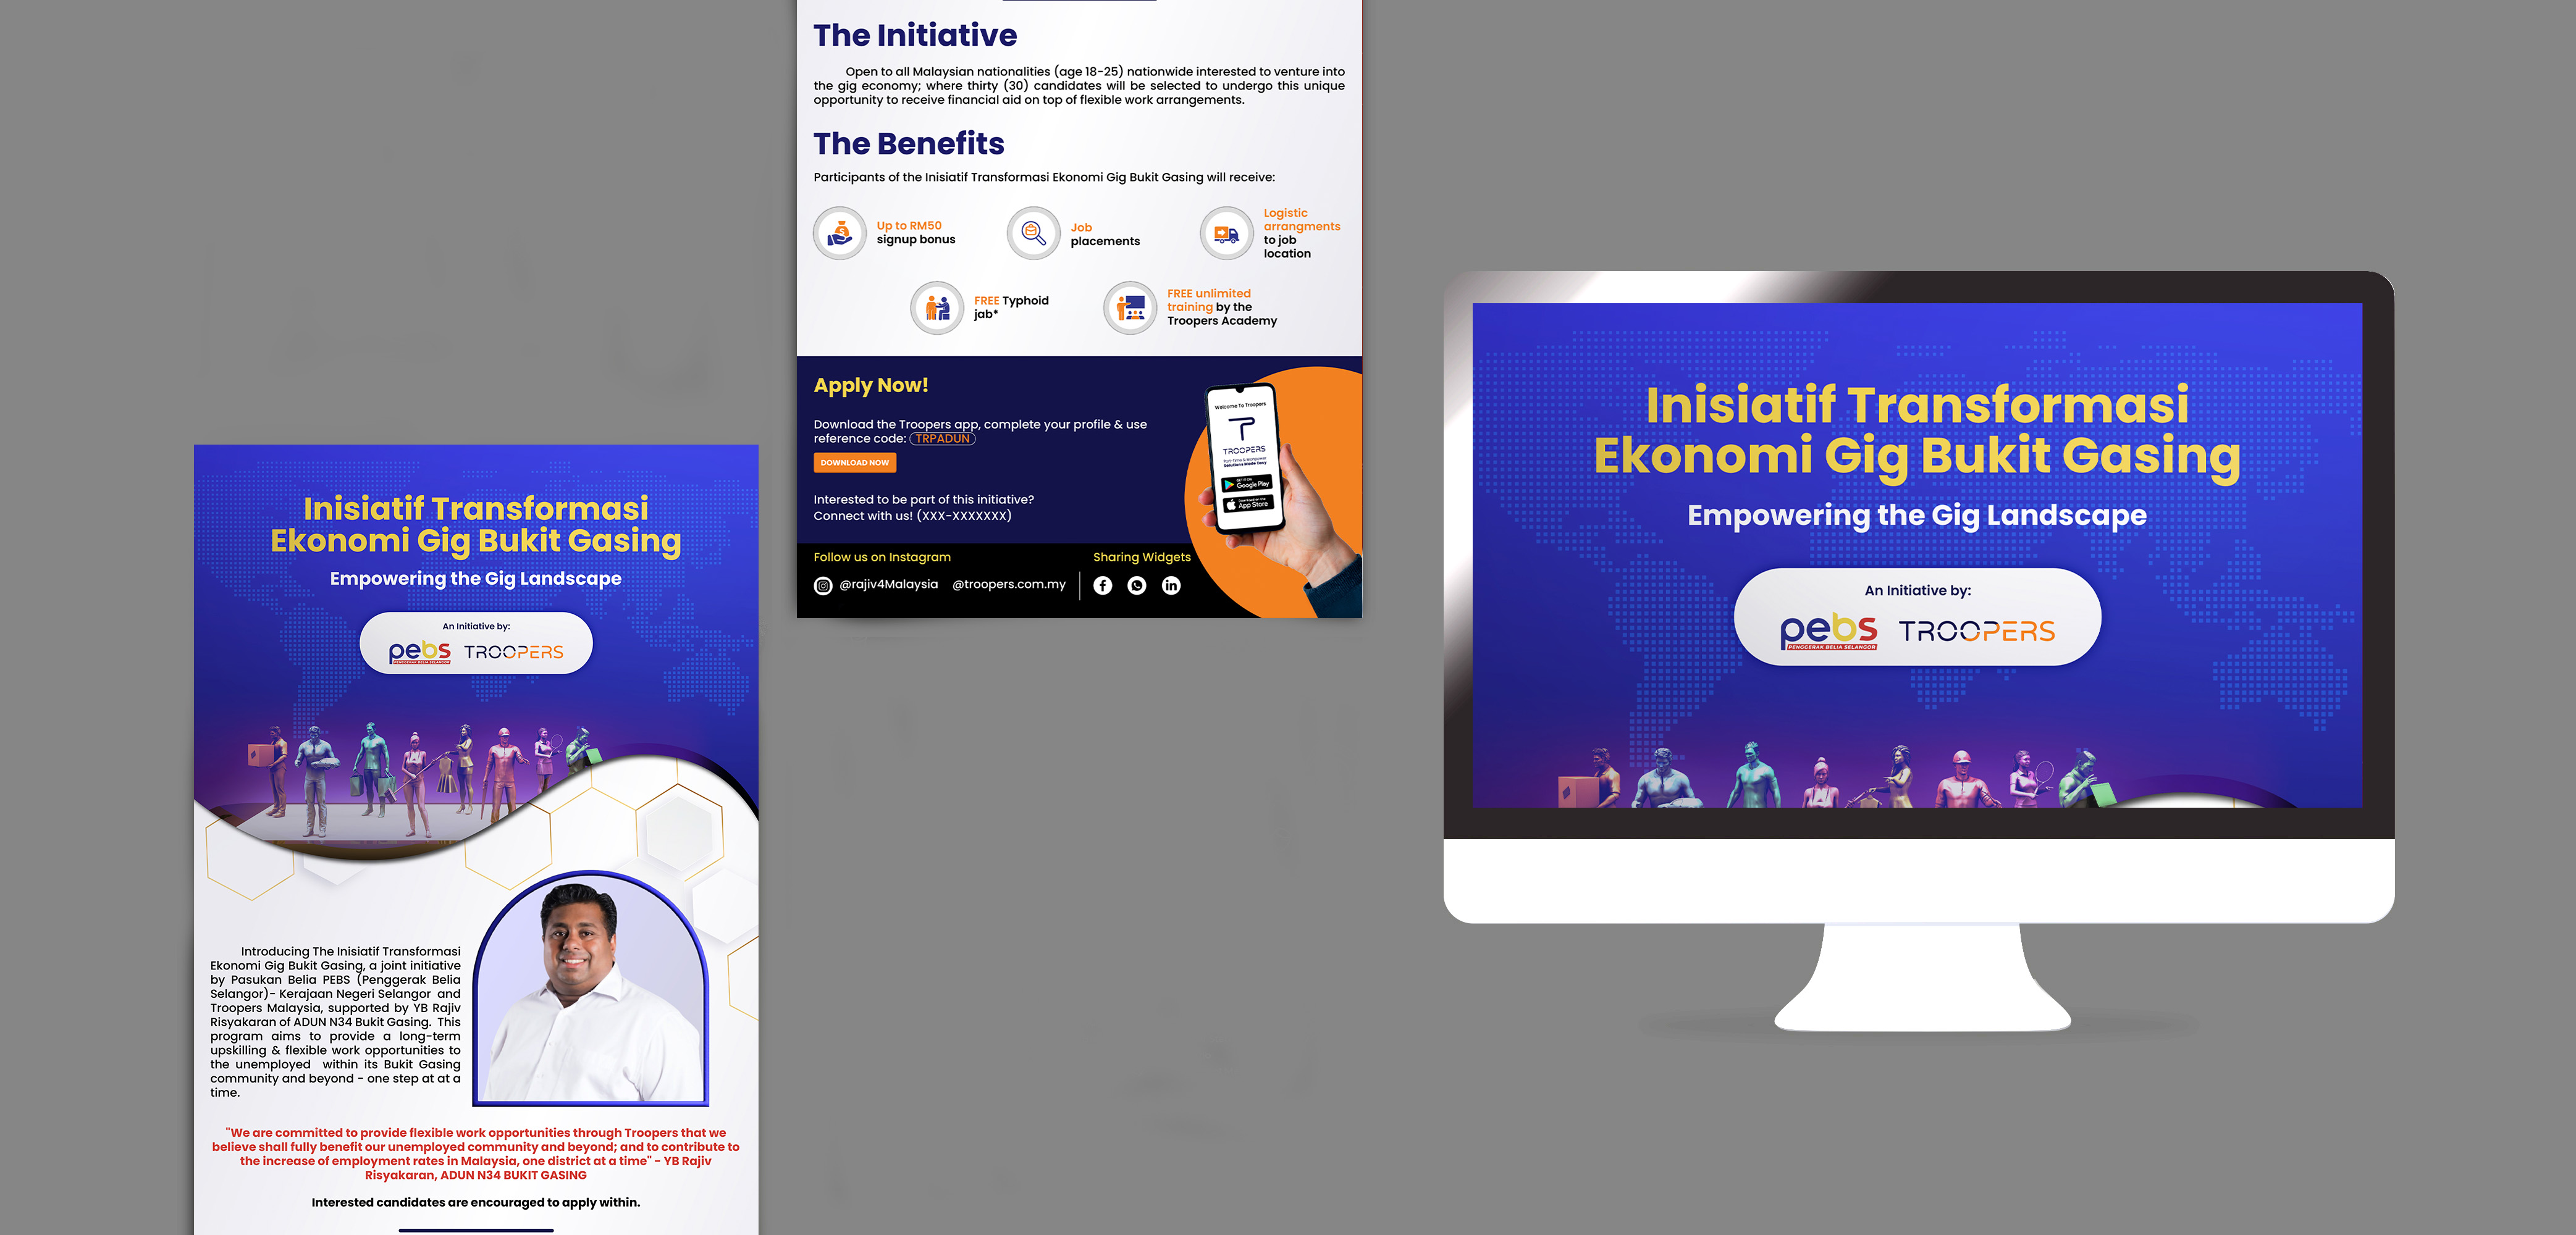 Inisiatif Transformasi
Ekonomi Gig Bukit Gasing
Empowering the Gig Landscape
An Initiative by:
pebs TROOPERS
PENGGERAK BELIA SELANGOR
Introducing The Inisiatif Transformasi
Ekonomi Gig Bukit Gasing, a joint initiative
by Pasukan Belia PEBS (Penggerak Belia
Selangor)- Kerajaan Negeri Selangor and
Troopers Malaysia, supported by YB Rajiv
Risyakaran of ADUN N34 Bukit Gasing. This
program aims to provide a long-term
upskilling & flexible work opportunities to
the unemployed within its Bukit Gasing
community and beyond - one step at at a
time.
"We are committed to provide flexible work opportunities through Troopers that we
believe shall fully benefit our unemployed community and beyond; and to contribute to
the increase of employment rates in Malaysia, one district at a time" - YB Rajiv
Risyakaran, ADUN N34 BUKIT GASING
Interested candidates are encouraged to apply within.
The Initiative
Open to all Malaysian nationalities (age 18-25) nationwide interested to venture into
the gig economy; where thirty (30) candidates will be selected to undergo this unique
opportunity to receive financial aid on top of flexible work arrangements.
The Benefits
Participants of the Inisiatif Transformasi Ekonomi Gig Bukit Gasing will receive:
Up to RM50
signup bonus
Job
placements
Logistic
arrangments
to job
location
FREE Typhoid
jab*
FREE unlimited
training by the
Troopers Academy
Apply Now!
Download the Troopers app, complete your profile & use
reference code: TRPADUN
DOWNLOAD NOW
Interested to be part of this initiative?
Connect with us! (XXX-XXXXXXX)
Welcome To Troopers
TROOPERS
Part-Time & Manpower
Solutions Made Easy
GET IT ON
Google Play
Download on the
App Store
Follow us on Instagram
@rajiv4Malaysia @troopers.com.my
Sharing Widgets
Inisiatif Transformasi
Ekonomi Gig Bukit Gasing
Empowering the Gig Landscape
An Initiative by:
pebs TROOPERS
PENGGERAK BELIA SELANGOR